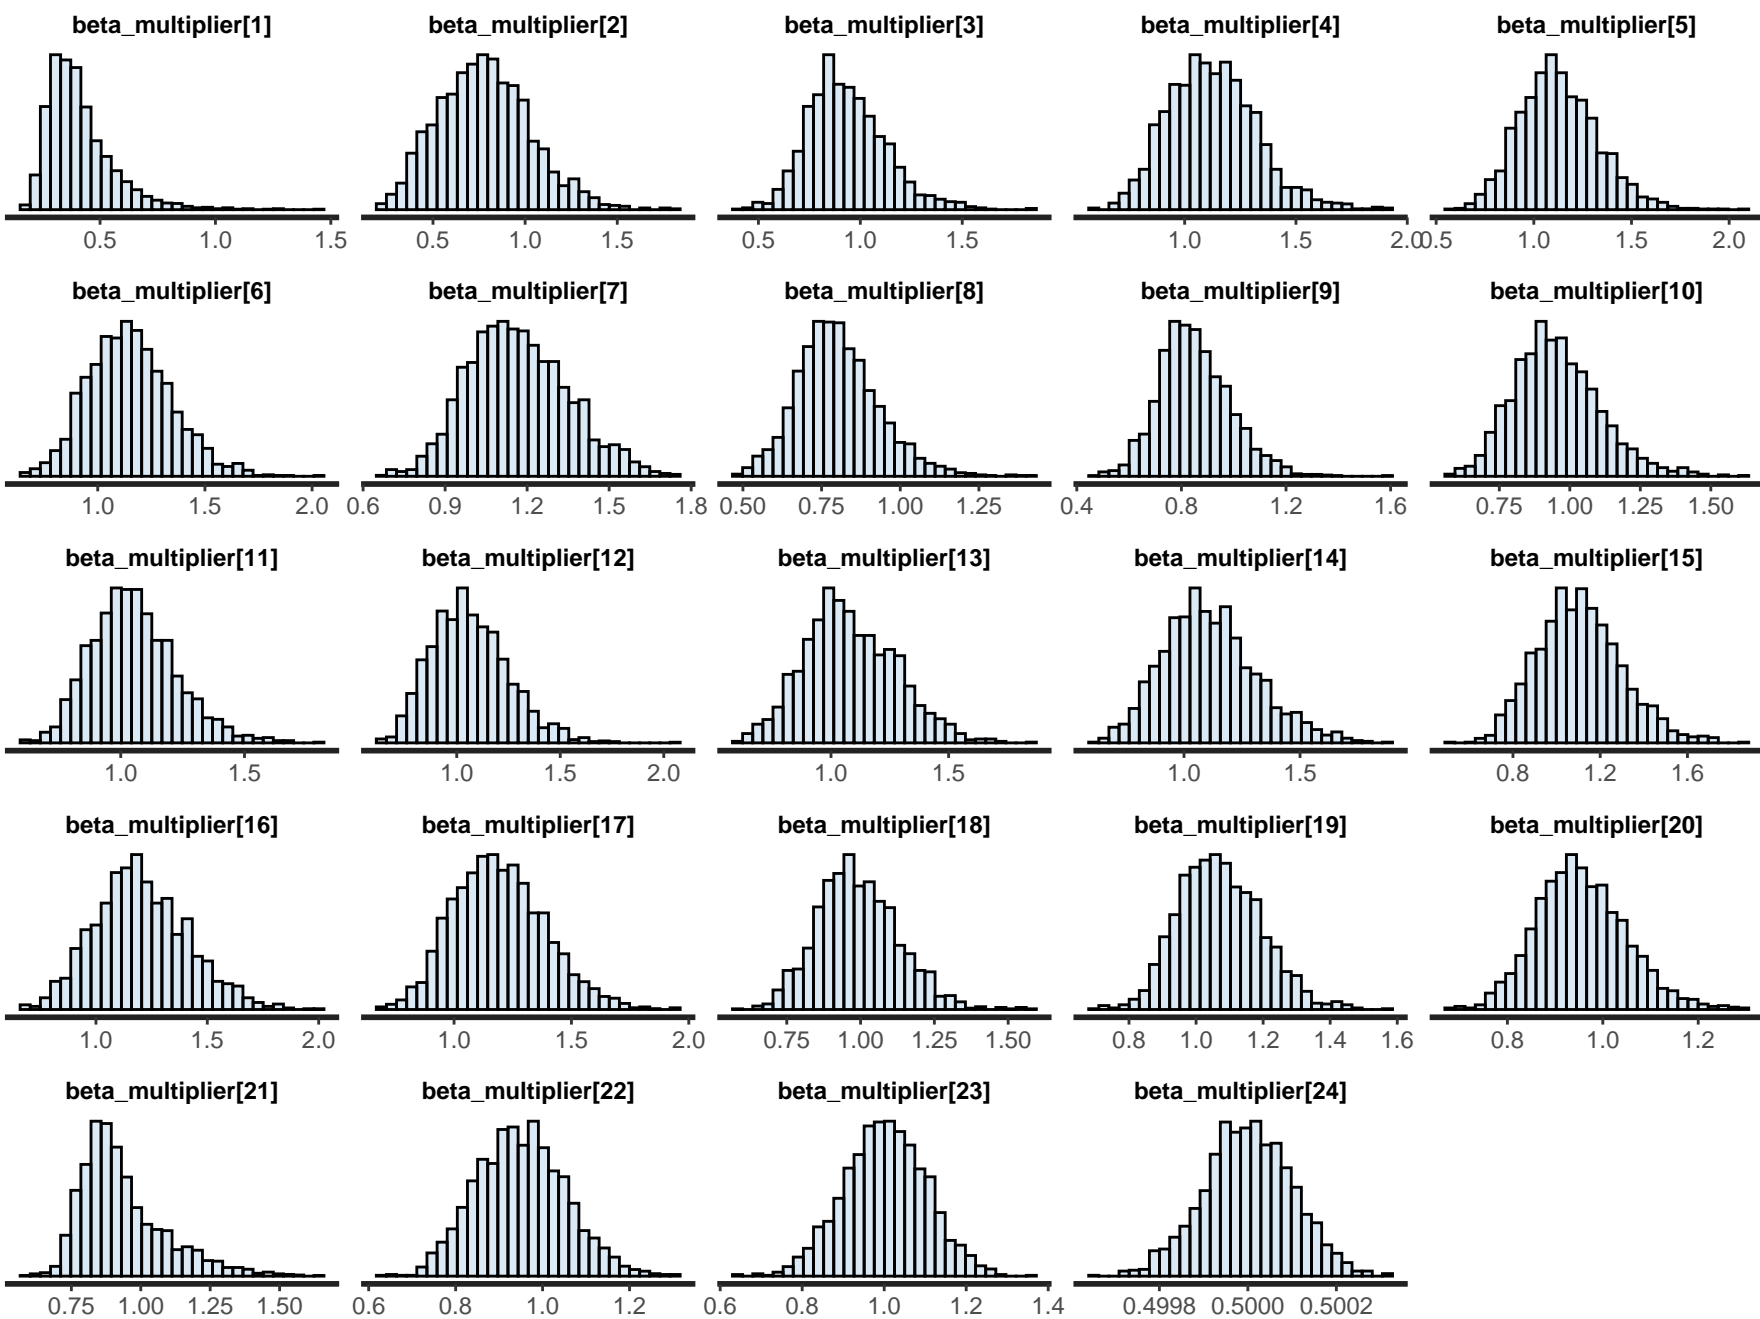 beta_multiplier[1] beta_multiplier[2] beta_multiplier[3] beta_multiplier[4] beta_multiplier[5]
0.5 1.0 1.5 0.5 1.0 1.5 0.5 1.0 1.5 1.0 1.5 2.0 0.5 1.0 1.5 2.0
beta_multiplier[6] beta_multiplier[7] beta_multiplier[8] beta_multiplier[9] beta_multiplier[10]
1.0 1.5 2.0 0.6 0.9 1.2 1.5 1.8 0.50 0.75 1.00 1.25 0.4 0.8 1.2 1.6 0.75 1.00 1.25 1.50
beta_multiplier[11] beta_multiplier[12] beta_multiplier[13] beta_multiplier[14] beta_multiplier[15]
1.0 1.5 1.0 1.5 2.0 1.0 1.5 1.0 1.5 0.8 1.2 1.6
beta_multiplier[16] beta_multiplier[17] beta_multiplier[18] beta_multiplier[19] beta_multiplier[20]
1.0 1.5 2.0 1.0 1.5 2.0 0.75 1.00 1.25 1.50 0.8 1.0 1.2 1.4 1.6 0.8 1.0 1.2
beta_multiplier[21] beta_multiplier[22] beta_multiplier[23] beta_multiplier[24]
0.75 1.00 1.25 1.50 0.6 0.8 1.0 1.2 0.6 0.8 1.0 1.2 1.4 0.4998 0.5000 0.5002